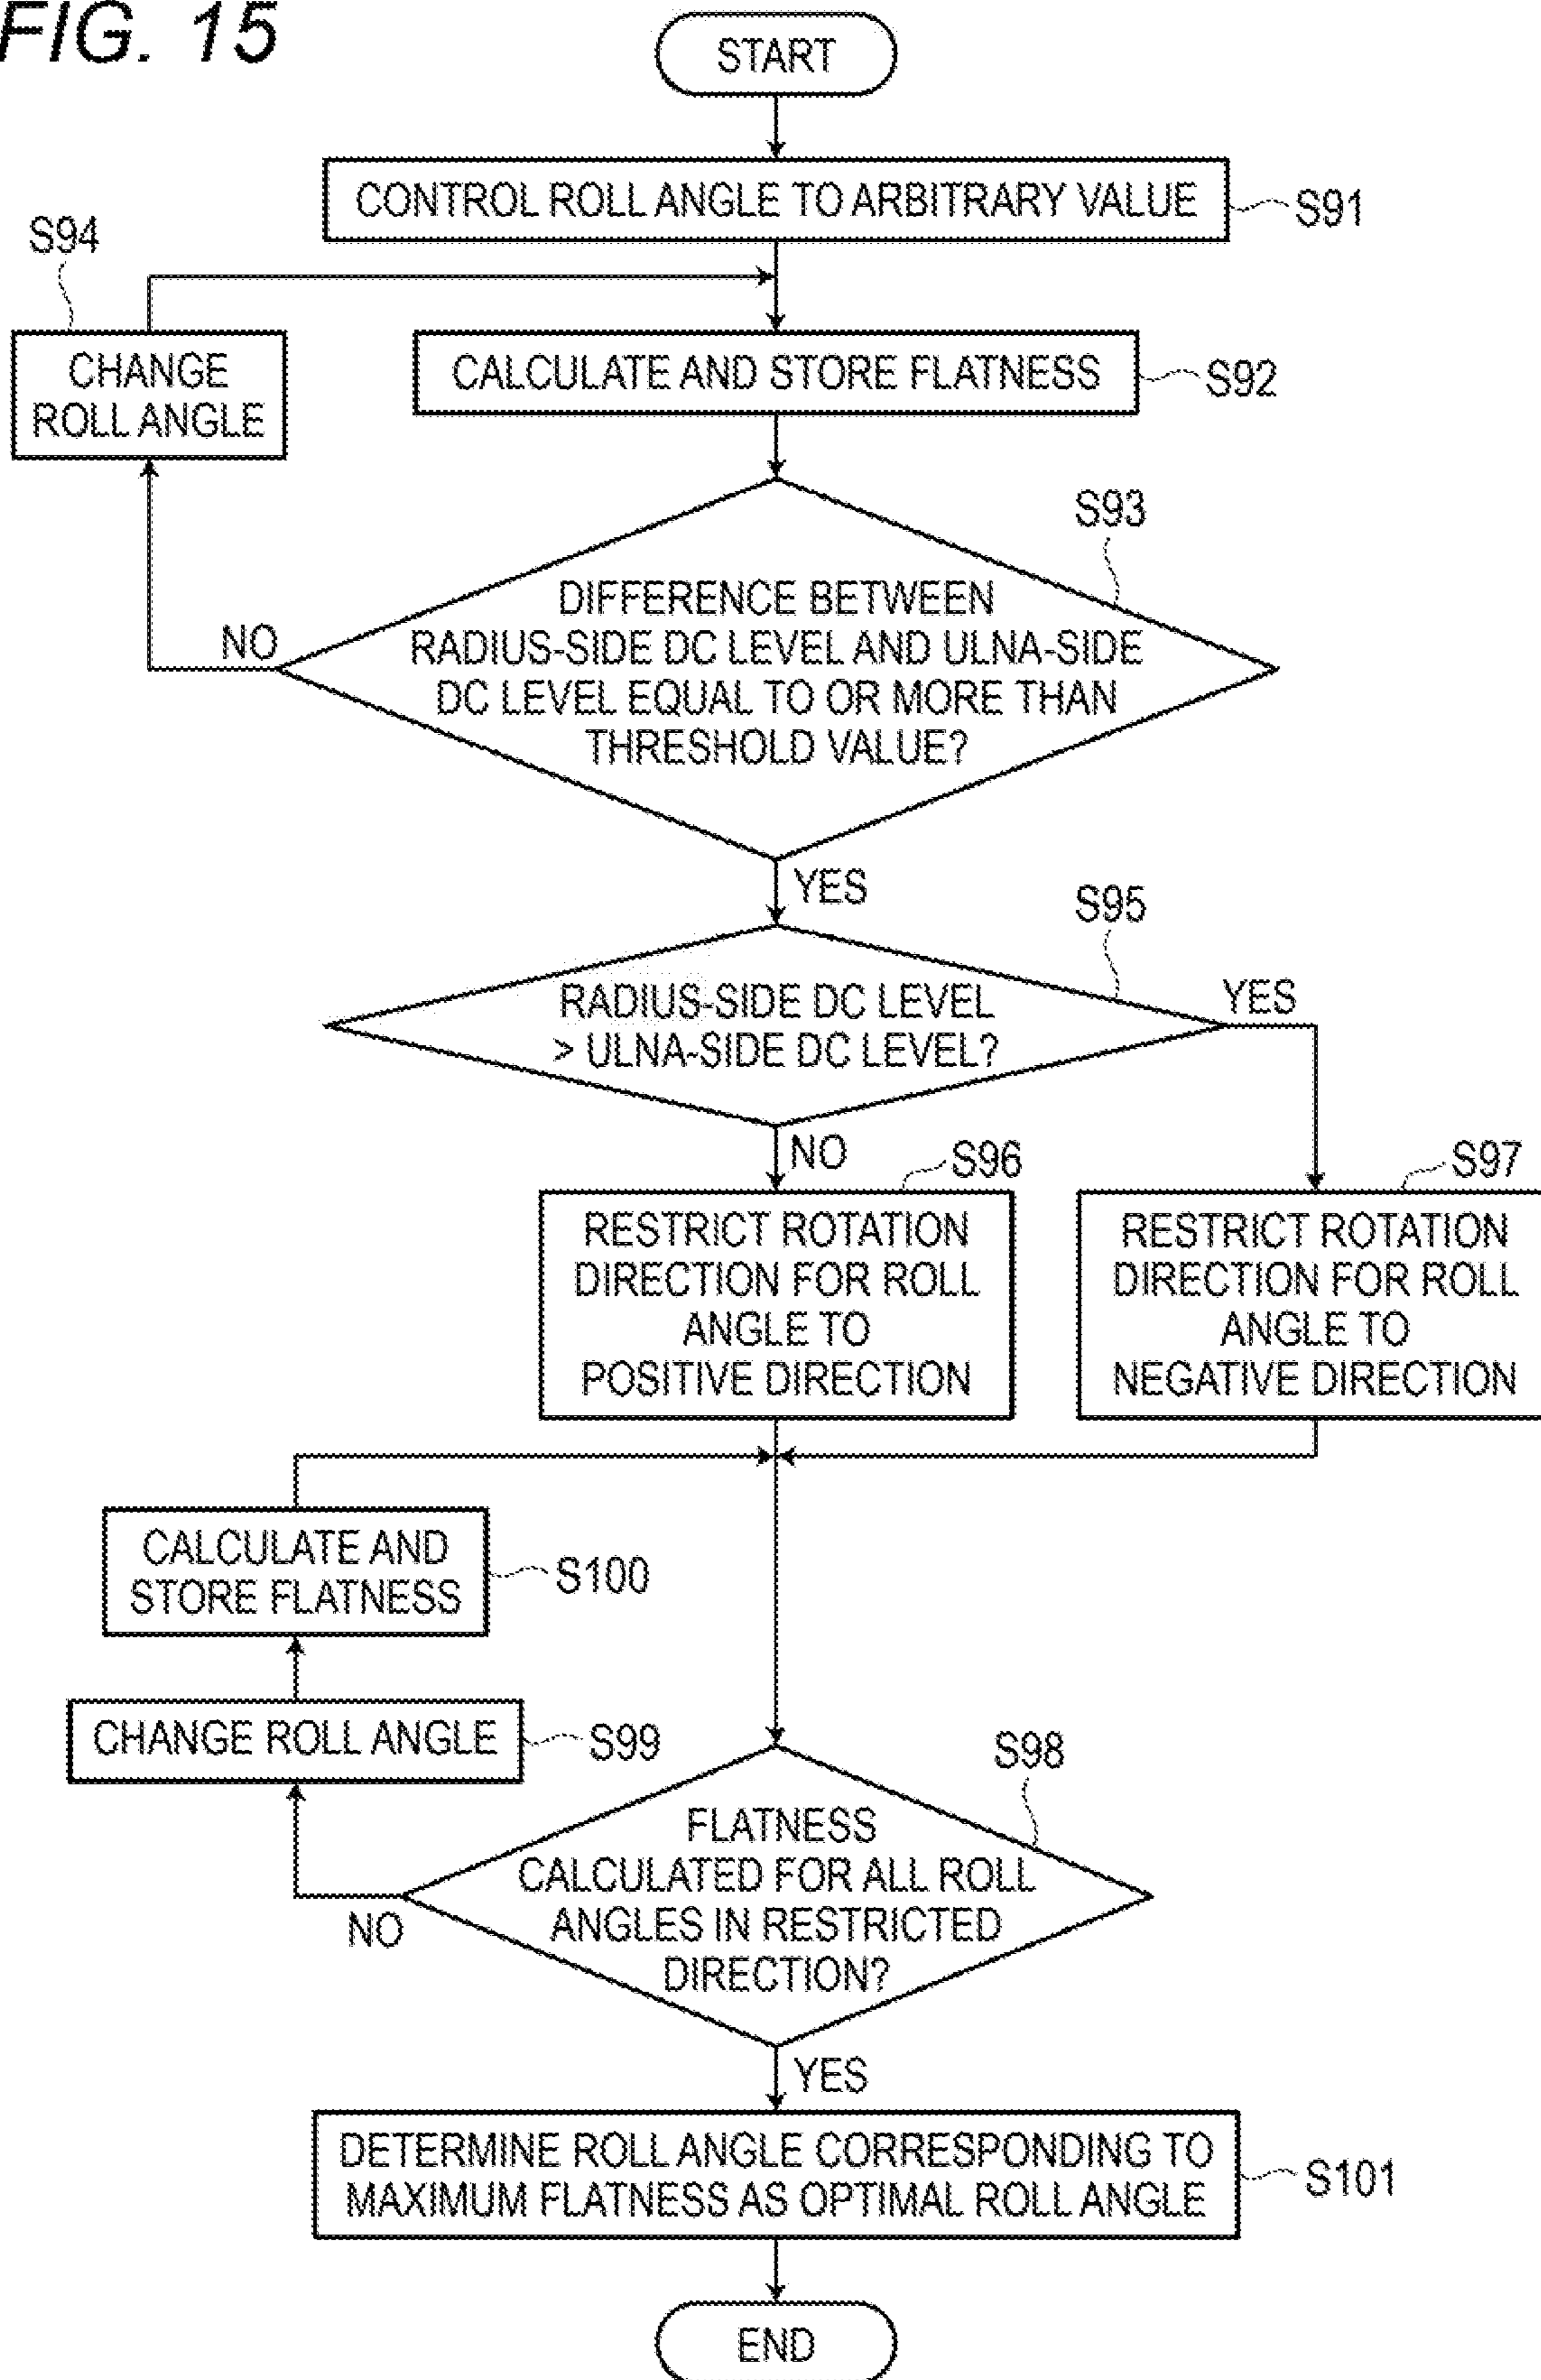 FIG. 15
START
CONTROL ROLL ANGLE TO ARBITRARY VALUE
S91
S94
CHANGE
ROLL ANGLE
CALCULATE AND STORE FLATNESS
S92
S93
DIFFERENCE BETWEEN
RADIUS-SIDE DC LEVEL AND ULNA-SIDE
DC LEVEL EQUAL TO OR MORE THAN
THRESHOLD VALUE?
NO
YES
S95
RADIUS-SIDE DC LEVEL
> ULNA-SIDE DC LEVEL?
YES
NO
S96
RESTRICT ROTATION
DIRECTION FOR ROLL
ANGLE TO
POSITIVE DIRECTION
S97
RESTRICT ROTATION
DIRECTION FOR ROLL
ANGLE TO
NEGATIVE DIRECTION
CALCULATE AND
STORE FLATNESS
S100
CHANGE ROLL ANGLE
S99
S98
FLATNESS
CALCULATED FOR ALL ROLL
ANGLES IN RESTRICTED
DIRECTION?
NO
YES
DETERMINE ROLL ANGLE CORRESPONDING TO
MAXIMUM FLATNESS AS OPTIMAL ROLL ANGLE
S101
END